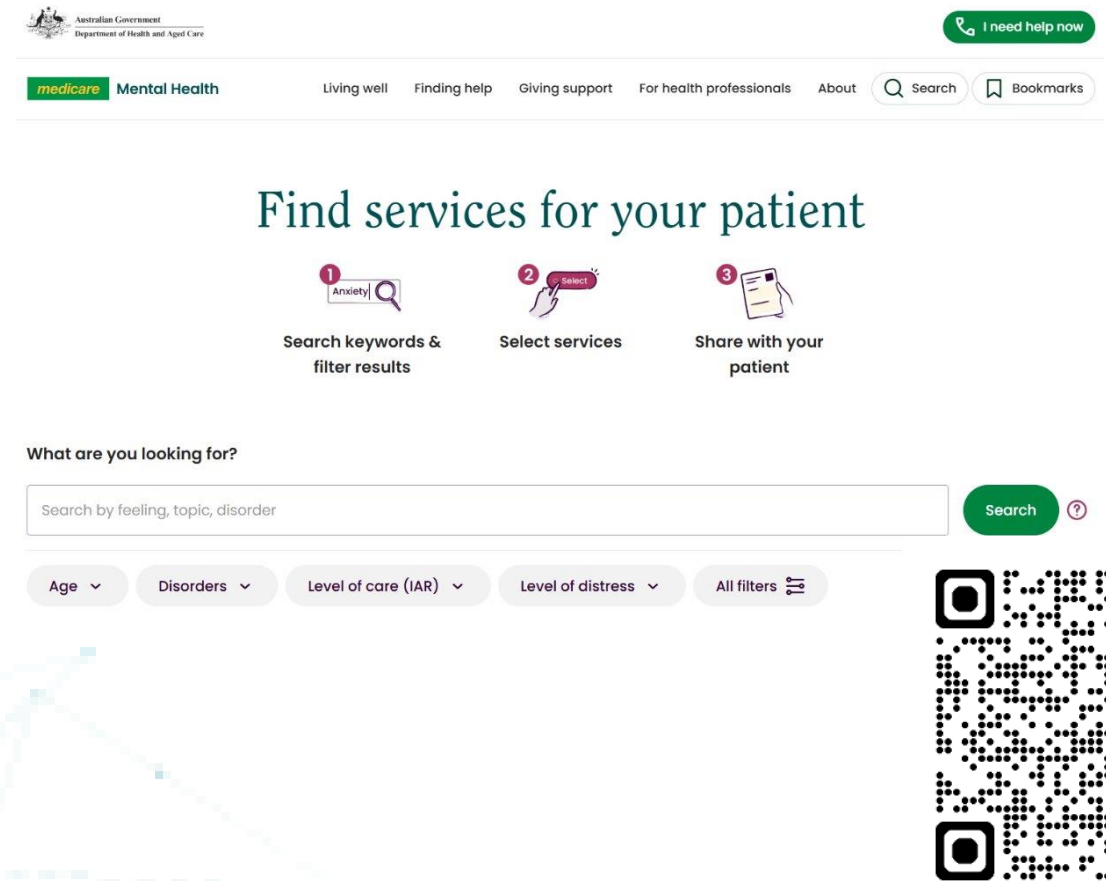 Australian Government
Department of Health and Aged Care
I need help now
medicare Mental Health
Living well Finding help Giving support For health professionals About Search Bookmarks
Find services for your patient
1 Anxiety
2 Select
3
Search keywords &
filter results
Select services
Share with your
patient
What are you looking for?
Search by feeling, topic, disorder
Search ?
Age Disorders Level of care (IAR) Level of distress All filters